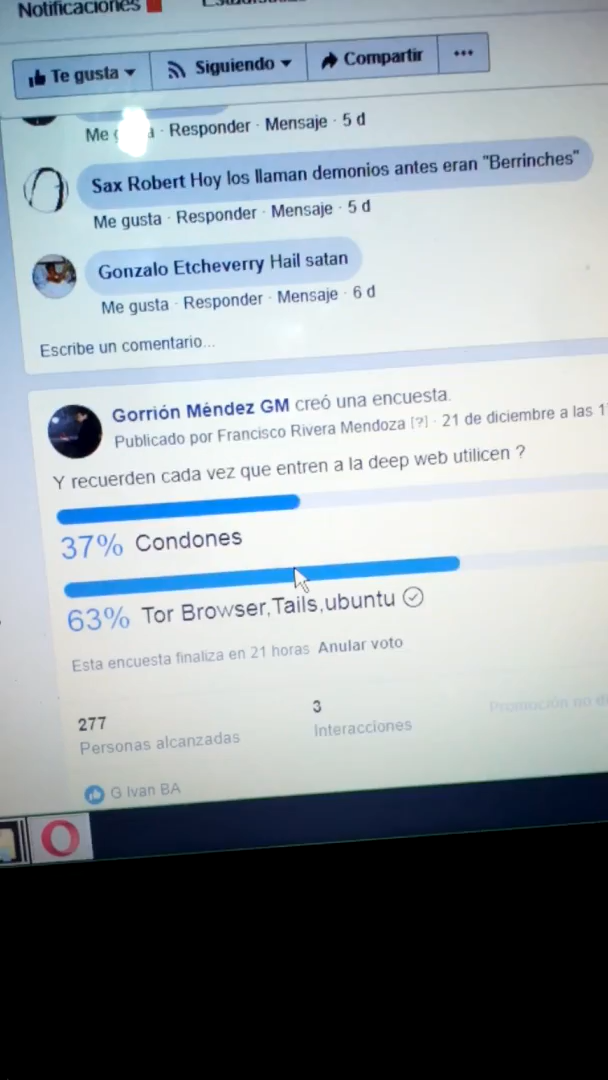 Notificaciones
Te gusta Siguiendo Compartir ...
Me Responder · Mensaje · 5 d
Sax Robert Hoy los llaman demonios antes eran "Berrinches"
Me gusta · Responder · Mensaje · 5 d
Gonzalo Etcheverry Hail satan
Me gusta · Responder · Mensaje · 6 d
Escribe un comentario...
Gorrión Méndez GM creó una encuesta.
Publicado por Francisco Rivera Mendoza [?] · 21 de diciembre a las
Y recuerden cada vez que entren a la deep web utilicen ?
37% Condones
63% Tor Browser,Tails,ubuntu
Esta encuesta finaliza en 21 horas Anular voto
277 3
Personas alcanzadas Interacciones Promoción no
G Ivan BA